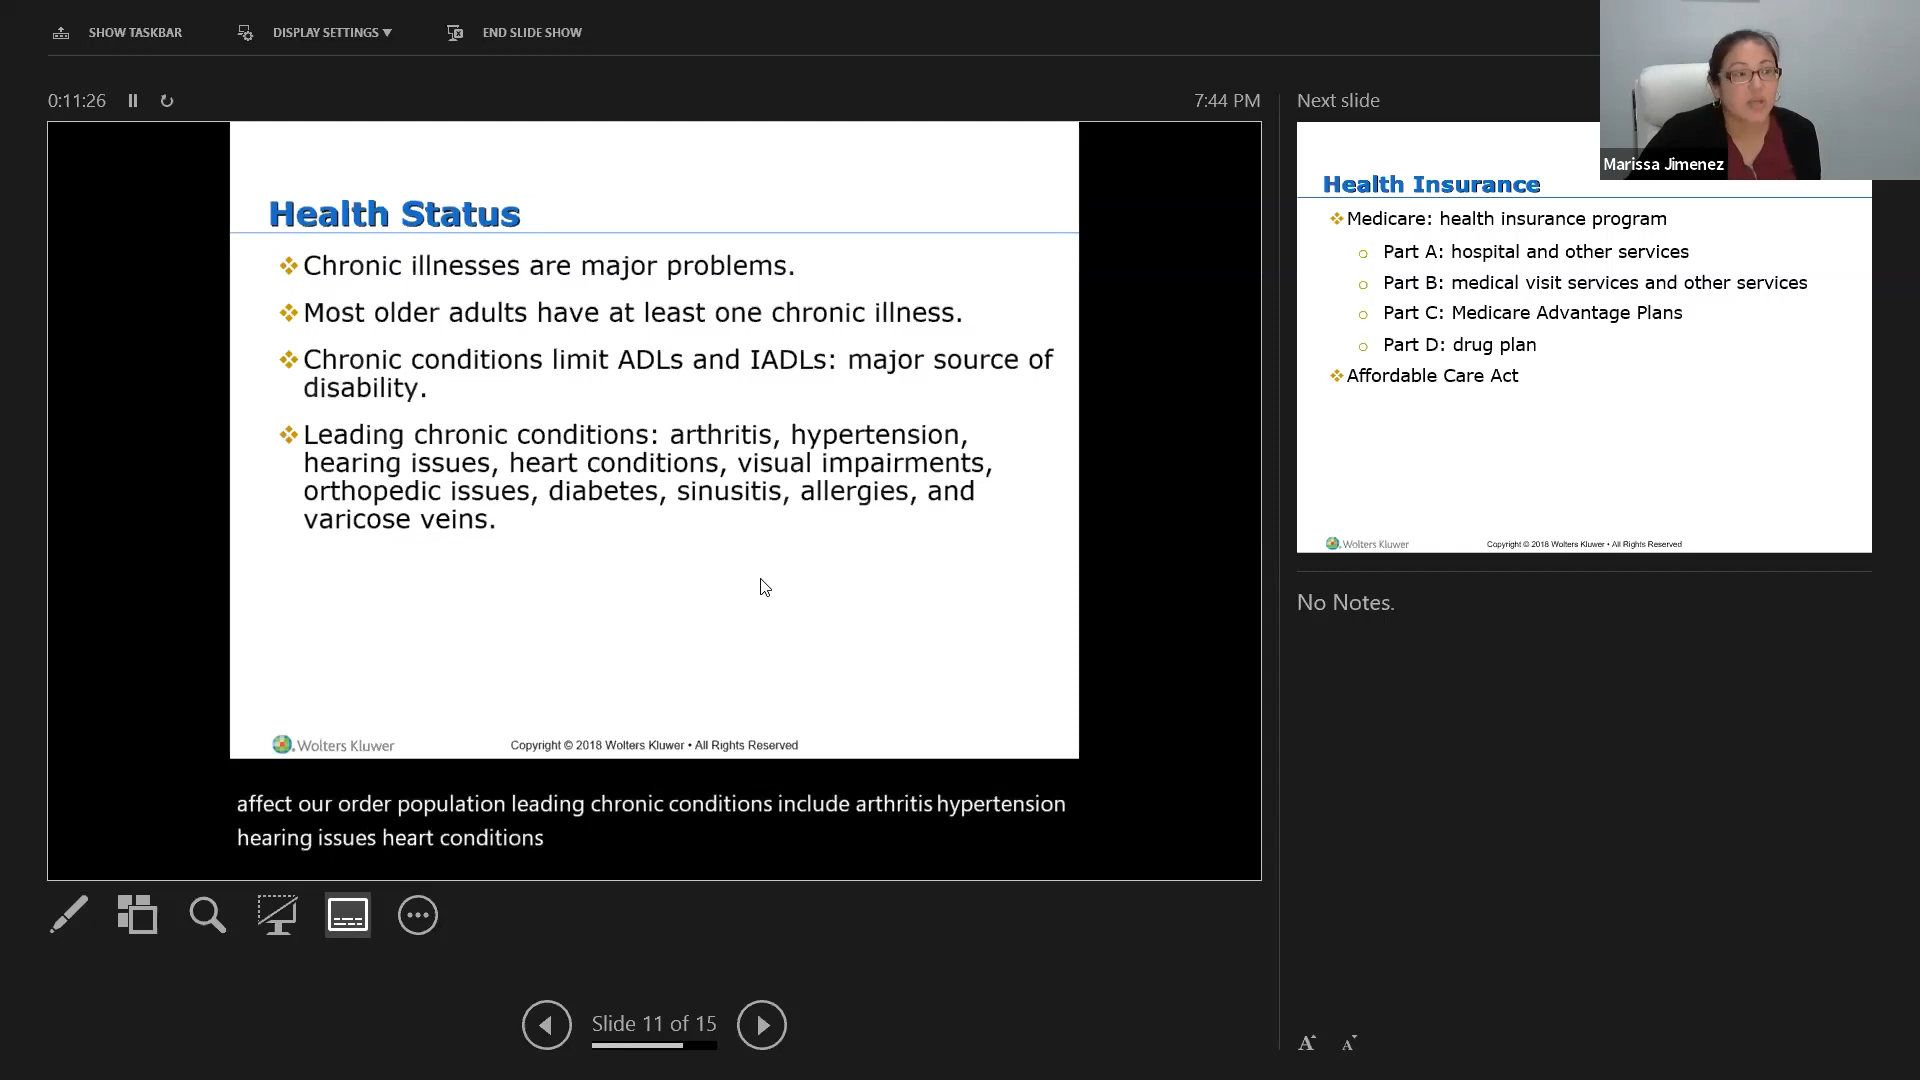 SHOW TASKBAR
DISPLAY SETTINGS ▼
END SLIDE SHOW
0:11:26
7:44 PM
Next slide
Marissa Jimenez
Health Status
Chronic illnesses are major problems.
Most older adults have at least one chronic illness.
Chronic conditions limit ADLs and IADLs: major source of
disability.
Leading chronic conditions: arthritis, hypertension,
hearing issues, heart conditions, visual impairments,
orthopedic issues, diabetes, sinusitis, allergies, and
varicose veins.
Wolters Kluwer
Copyright © 2018 Wolters Kluwer • All Rights Reserved
affect our order population leading chronic conditions include arthritis hypertension
hearing issues heart conditions
Slide 11 of 15
Health Insurance
Medicare: health insurance program
Part A: hospital and other services
Part B: medical visit services and other services
Part C: Medicare Advantage Plans
Part D: drug plan
Affordable Care Act
Wolters Kluwer
Copyright © 2018 Wolters Kluwer • All Rights Reserved
No Notes.
A A